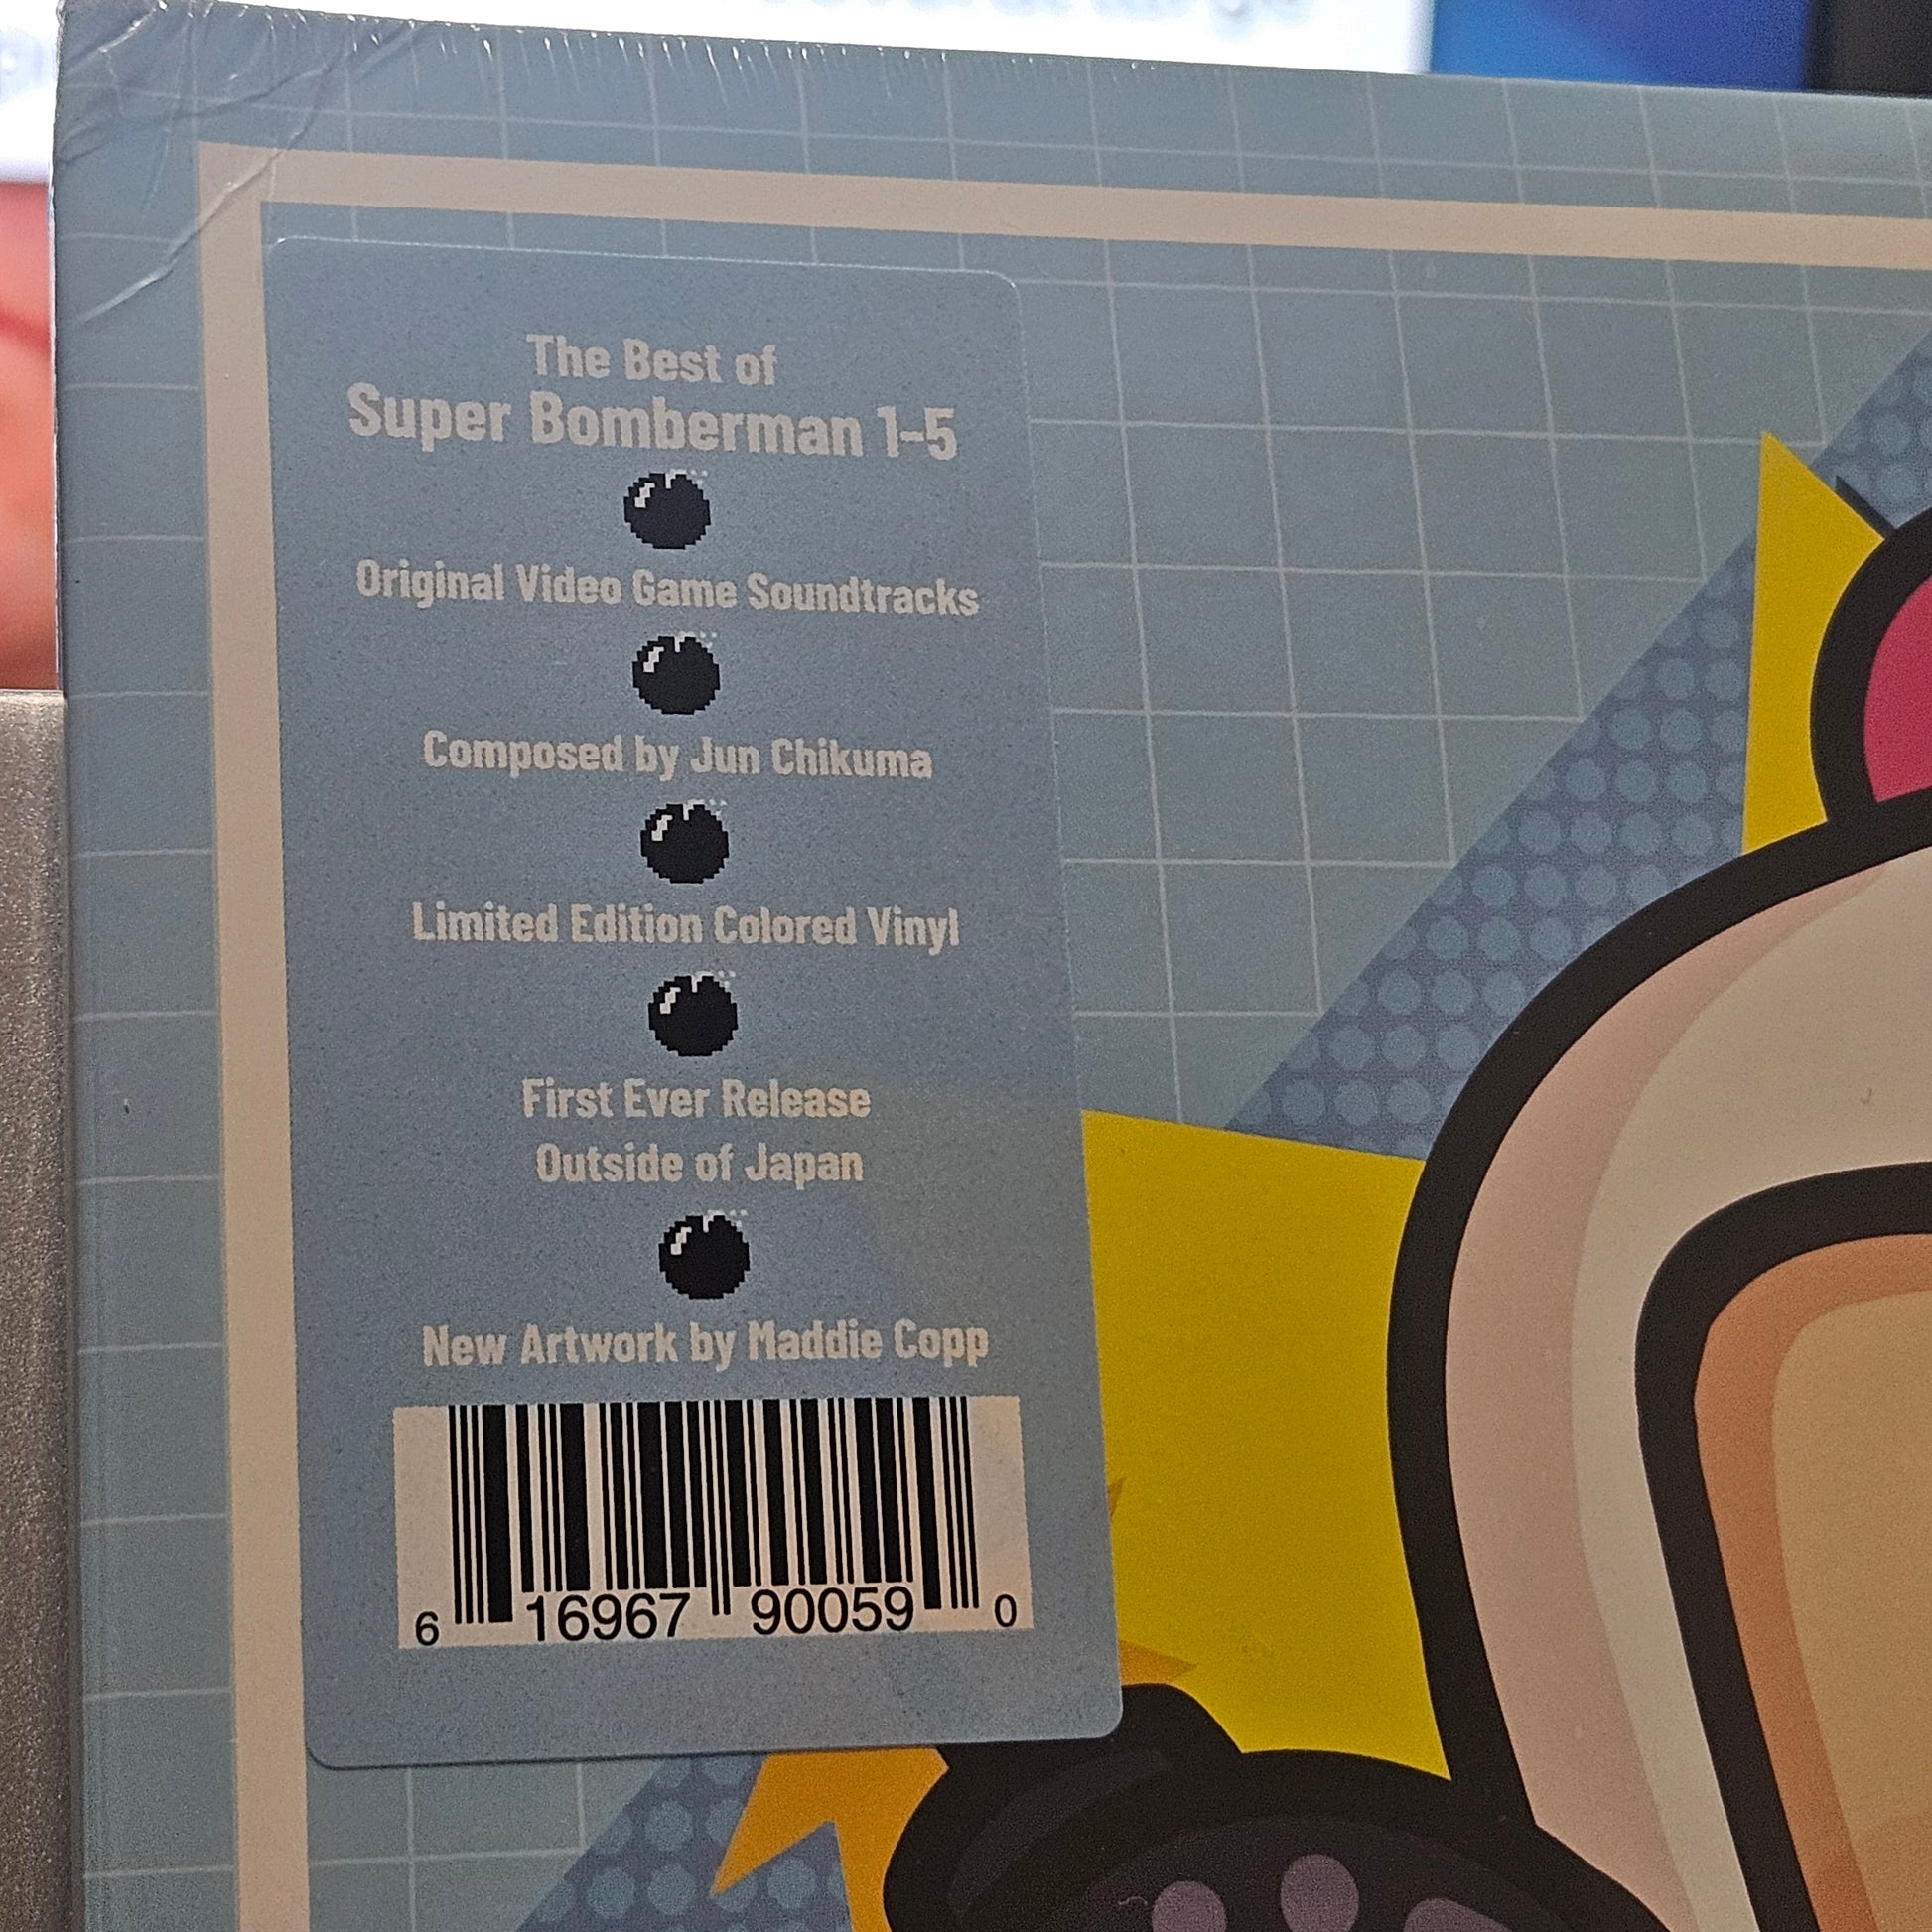 The Best of
Super Bomberman 1-5
Original Video Game Soundtracks
Composed by Jun Chikuma
Limited Edition Colored Vinyl
First Ever Release
Outside of Japan
New Artwork by Maddie Copp
6 16967 90059 0